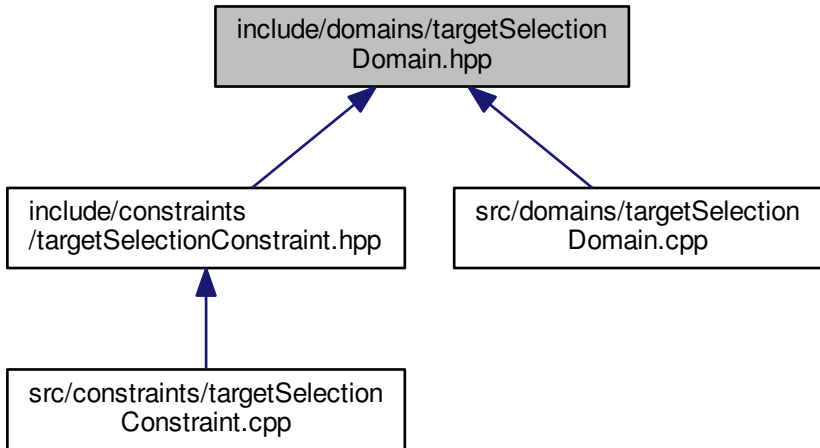 include/domains/targetSelection
Domain.hpp
include/constraints
/targetSelectionConstraint.hpp
src/domains/targetSelection
Domain.cpp
src/constraints/targetSelection
Constraint.cpp